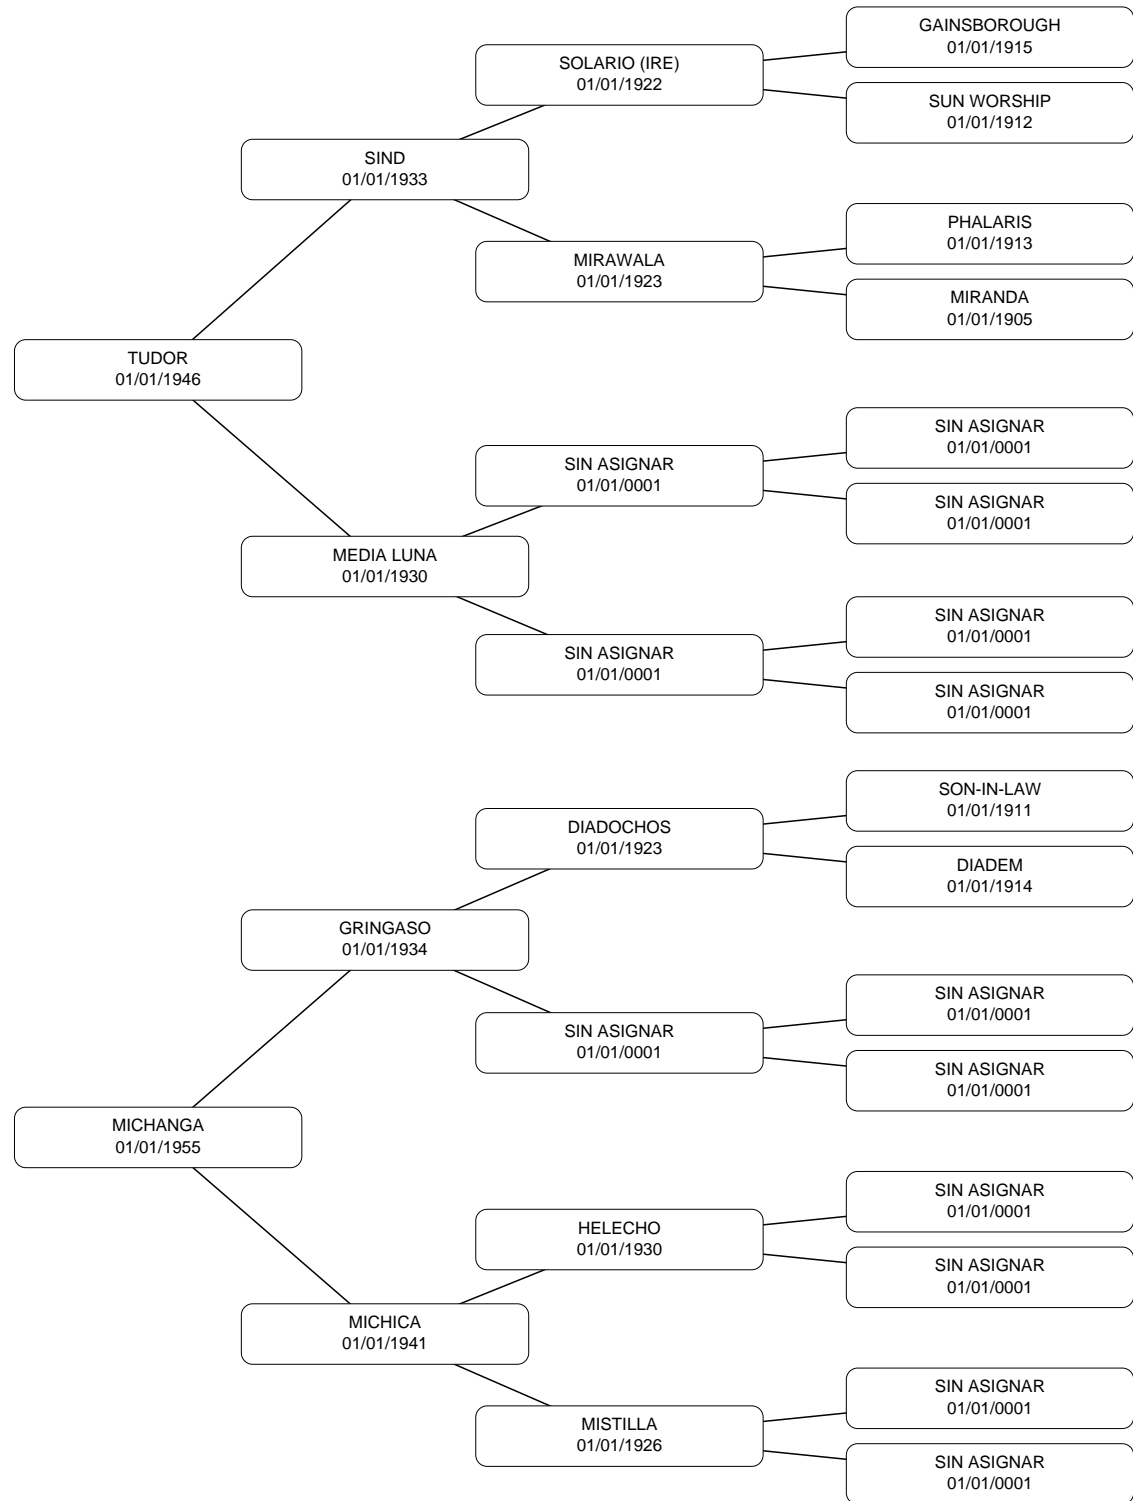 GAINSBOROUGH
01/01/1915
SOLARIO (IRE)
01/01/1922
SUN WORSHIP
01/01/1912
SIND
01/01/1933
PHALARIS
01/01/1913
MIRAWALA
01/01/1923
MIRANDA
01/01/1905
TUDOR
01/01/1946
SIN ASIGNAR
01/01/0001
SIN ASIGNAR
01/01/0001
SIN ASIGNAR
01/01/0001
MEDIA LUNA
01/01/1930
SIN ASIGNAR
01/01/0001
SIN ASIGNAR
01/01/0001
SIN ASIGNAR
01/01/0001
SON-IN-LAW
01/01/1911
DIADOCHOS
01/01/1923
DIADEM
01/01/1914
GRINGASO
01/01/1934
SIN ASIGNAR
01/01/0001
SIN ASIGNAR
01/01/0001
SIN ASIGNAR
01/01/0001
MICHANGA
01/01/1955
SIN ASIGNAR
01/01/0001
HELECHO
01/01/1930
SIN ASIGNAR
01/01/0001
MICHICA
01/01/1941
SIN ASIGNAR
01/01/0001
MISTILLA
01/01/1926
SIN ASIGNAR
01/01/0001